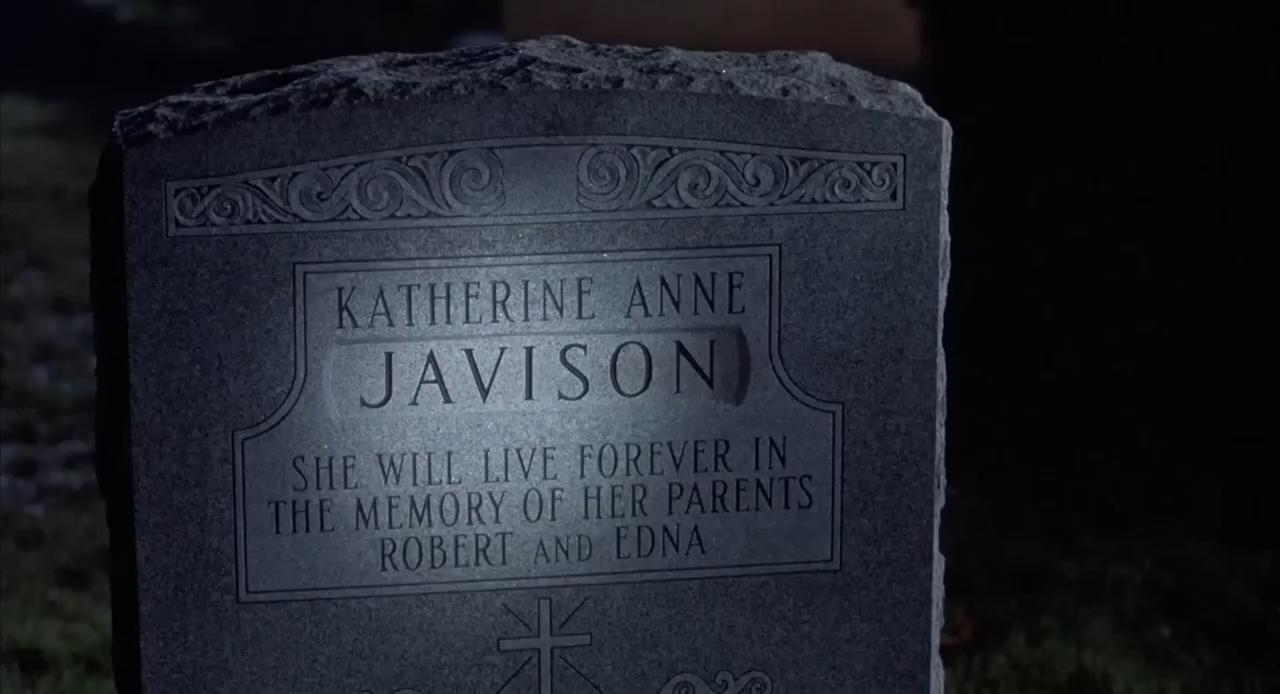 KATHERINE ANNE
JAVISON
SHE WILL LIVE FOREVER IN
THE MEMORY OF HER PARENTS
ROBERT AND EDNA